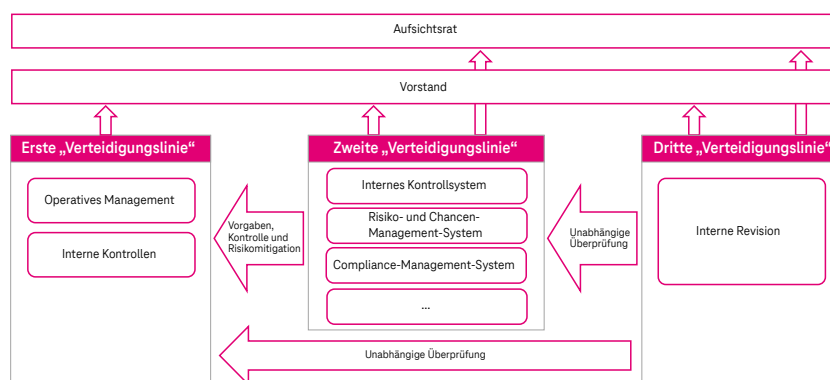 Aufsichtsrat
Vorstand
Erste „Verteidigungslinie“
Operatives Management
Interne Kontrollen
Vorgaben,
Kontrolle und
Risikomitigation
Zweite „Verteidigungslinie“
Internes Kontrollsystem
Risiko- und Chancen-
Management-System
Compliance-Management-System
...
Unabhängige
Überprüfung
Dritte „Verteidigungslinie“
Interne Revision
Unabhängige Überprüfung